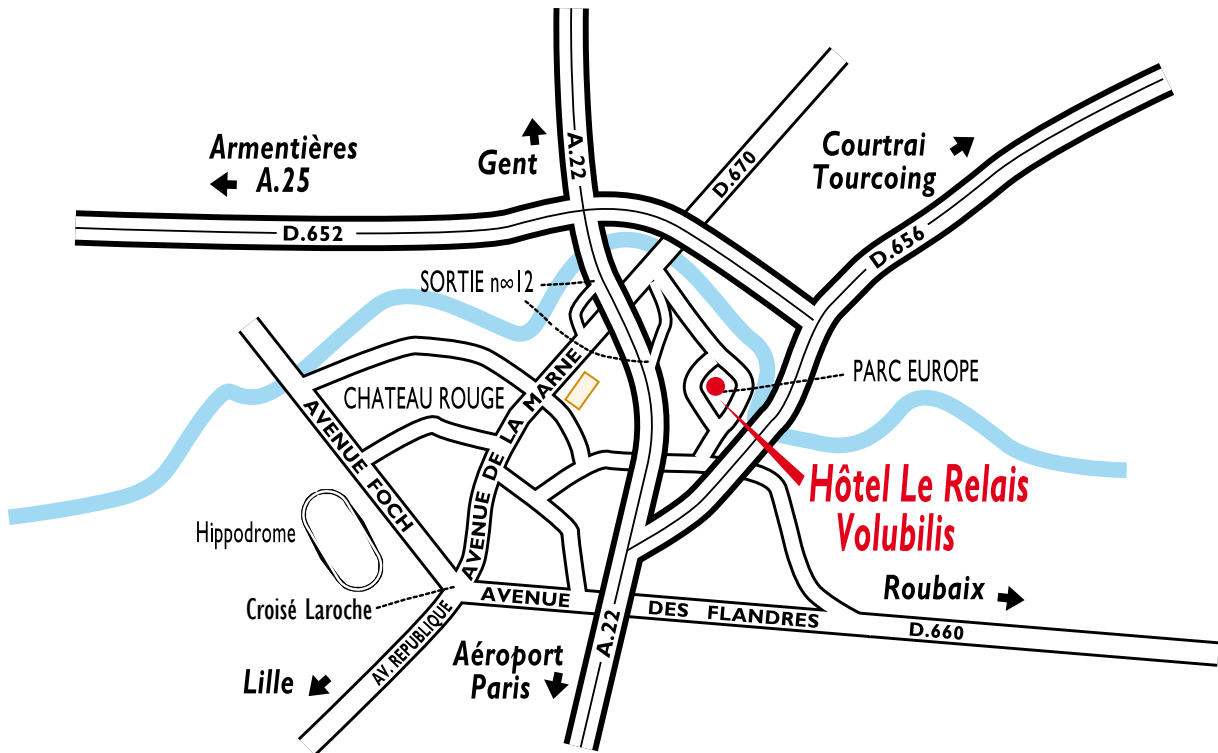 Armentières
A.25
Gent
A.22
D.670
Courtrai
Tourcoing
D.652
D.656
SORTIE n∞12
PARC EUROPE
CHATEAU ROUGE
AVENUE DE LA MARNE
AVENUE FOCH
Hôtel Le Relais
Volubilis
Hippodrome
Croisé Laroche
Roubaix
AVENUE DES FLANDRES
D.660
AV. REPUBLIQUE
A.22
Aéroport
Paris
Lille